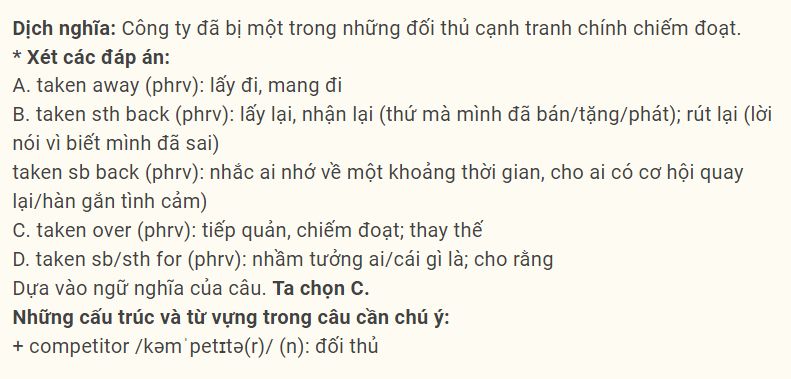 Dịch nghĩa: Công ty đã bị một trong những đối thủ cạnh tranh chính chiếm đoạt.
* Xét các đáp án:
A. taken away (phrv): lấy đi, mang đi
B. taken sth back (phrv): lấy lại, nhận lại (thứ mà mình đã bán/tặng/phát); rút lại (lời
nói vì biết mình đã sai)
taken sb back (phrv): nhắc ai nhớ về một khoảng thời gian, cho ai có cơ hội quay
lại/hàn gắn tình cảm)
C. taken over (phrv): tiếp quản, chiếm đoạt; thay thế
D. taken sb/sth for (phrv): nhầm tưởng ai/cái gì là; cho rằng
Dựa vào ngữ nghĩa của câu. Ta chọn C.
Những cấu trúc và từ vựng trong câu cần chú ý:
+ competitor /kəmˈpetɪtə(r)/ (n): đối thủ